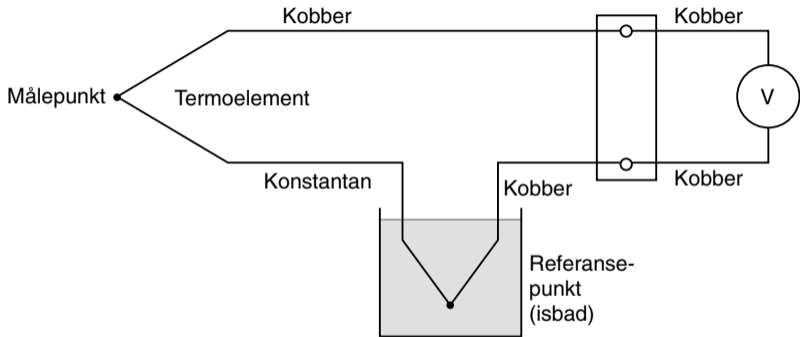 Kobber
Kobber
Målepunkt
Termoelement
V
Konstantan
Kobber
Kobber
Referanse-
punkt
(isbad)